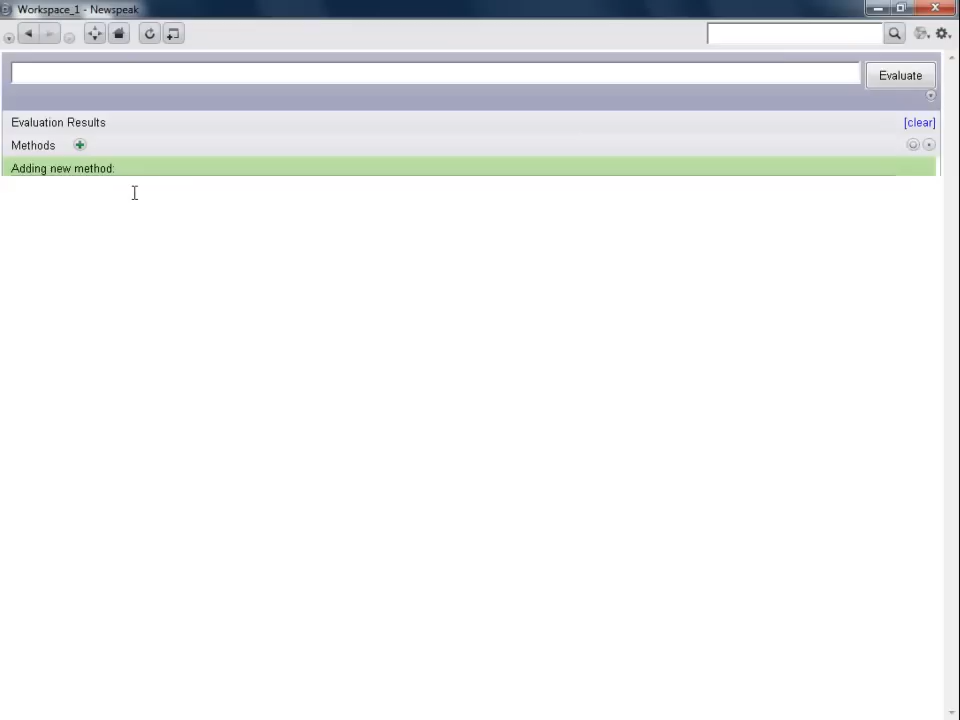 Workspace_1 - Newspeak
Evaluate
Evaluation Results [clear]
Methods
Adding new method: